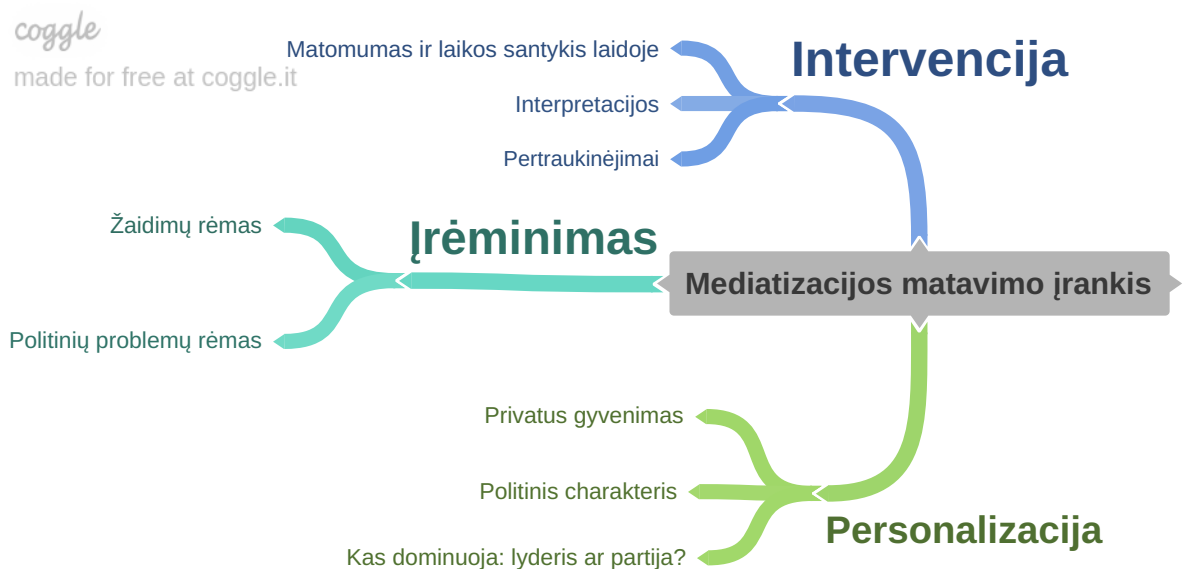 coggle
made for free at coggle.it
Intervencija
Matomumas ir laikos santykis laidoje
Interpretacijos
Pertraukinėjimai
Įrėminimas
Žaidimų rėmas
Politinių problemų rėmas
Mediatizacijos matavimo įrankis
Privatus gyvenimas
Politinis charakteris
Kas dominuoja: lyderis ar partija?
Personalizacija